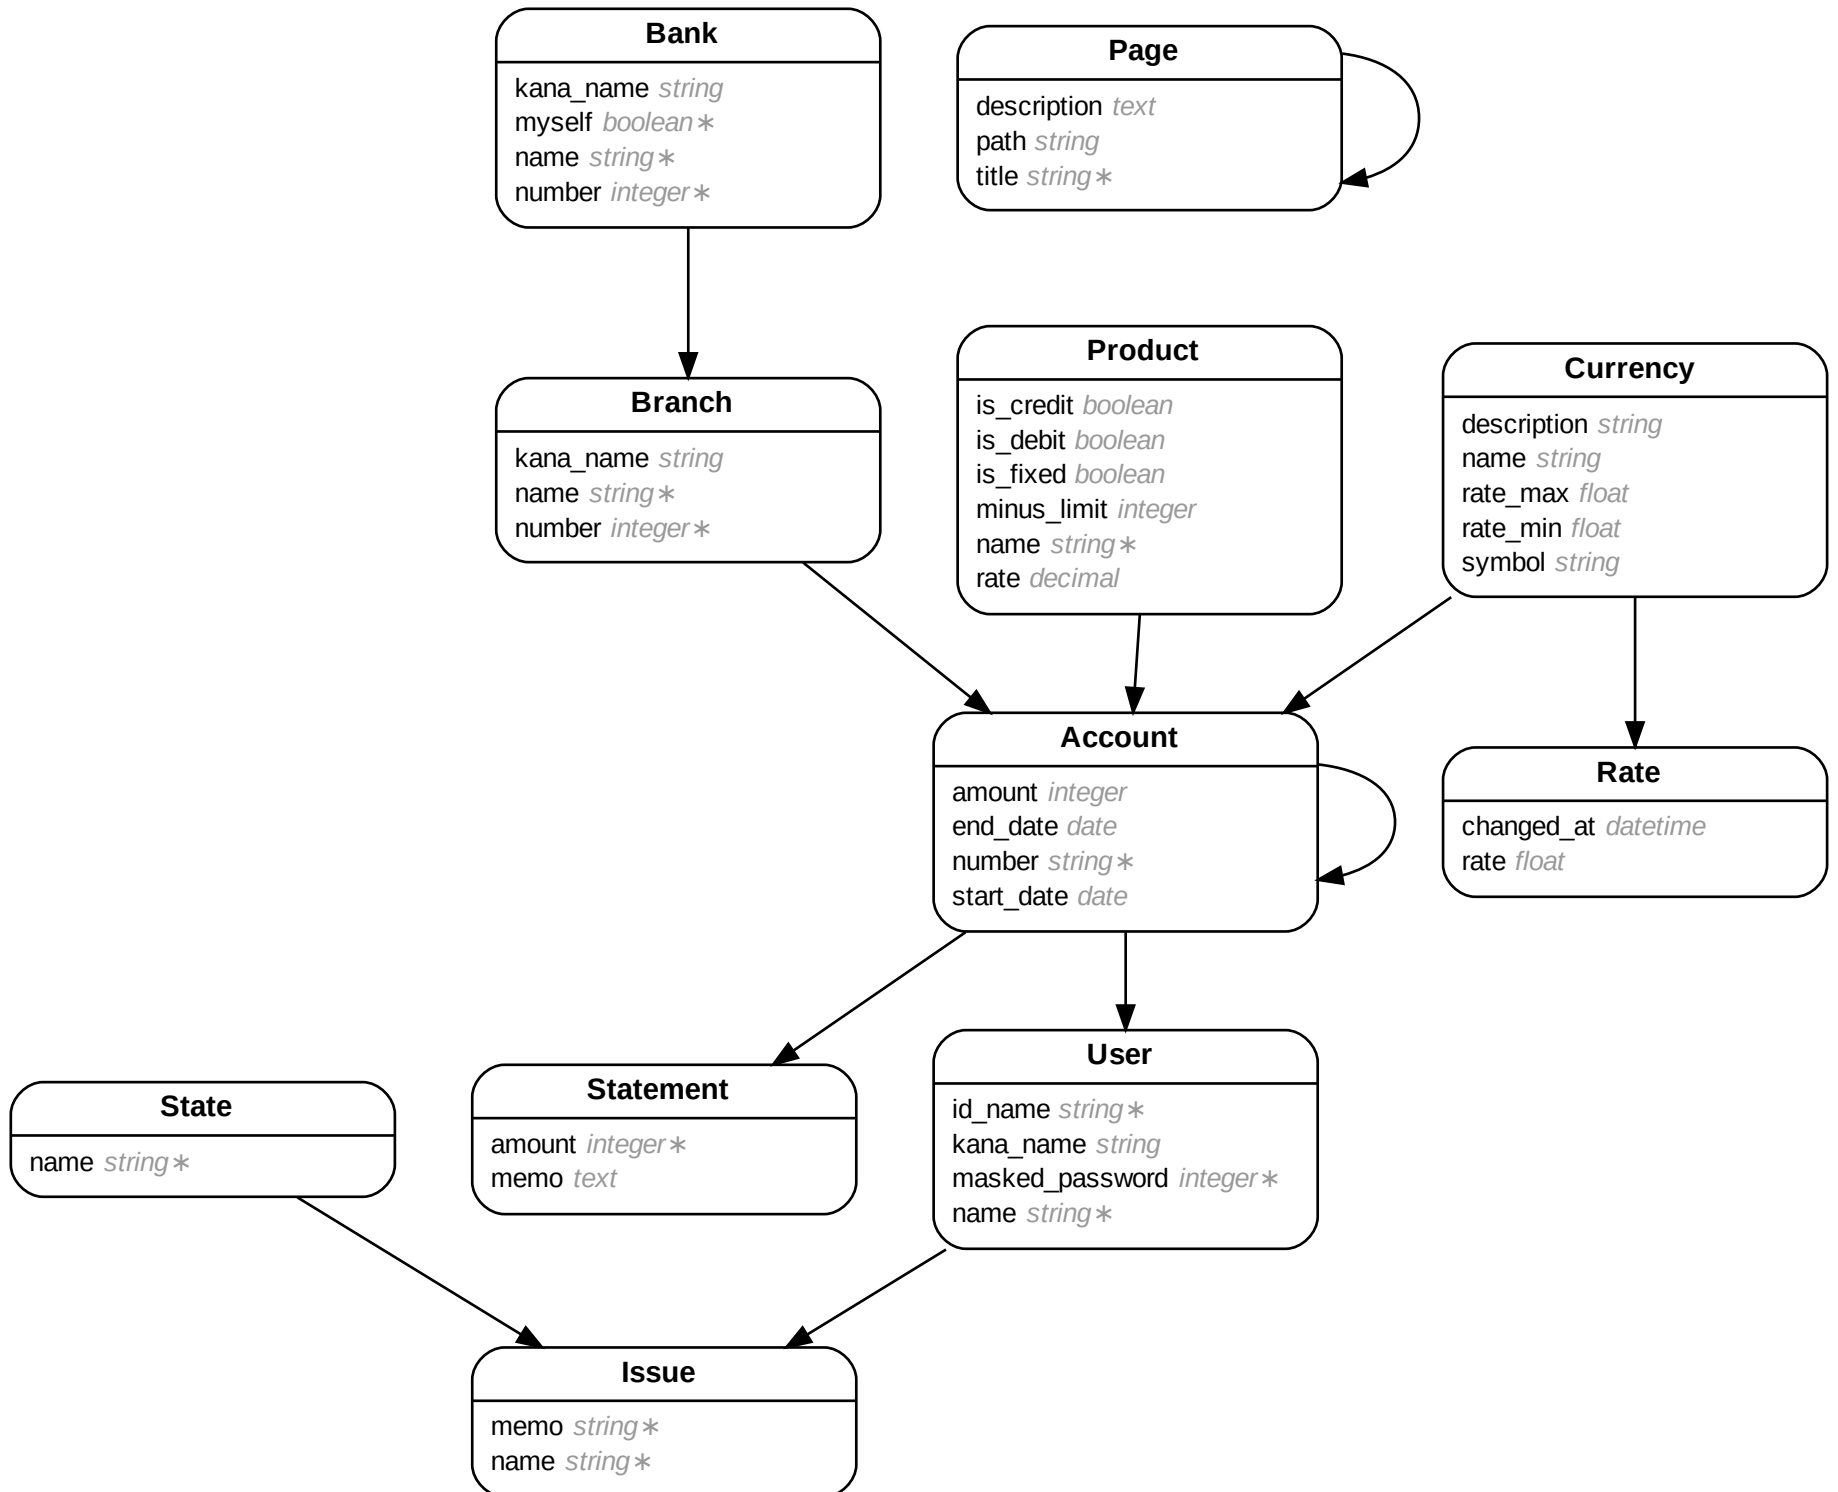 Bank
kana_name string
myself boolean∗
name string∗
number integer∗
Page
description text
path string
title string∗
Branch
kana_name string
name string∗
number integer∗
Product
is_credit boolean
is_debit boolean
is_fixed boolean
minus_limit integer
name string∗
rate decimal
Currency
description string
name string
rate_max float
rate_min float
symbol string
Account
amount integer
end_date date
number string∗
start_date date
Rate
changed_at datetime
rate float
State
name string∗
Statement
amount integer∗
memo text
User
id_name string∗
kana_name string
masked_password integer∗
name string∗
Issue
memo string∗
name string∗